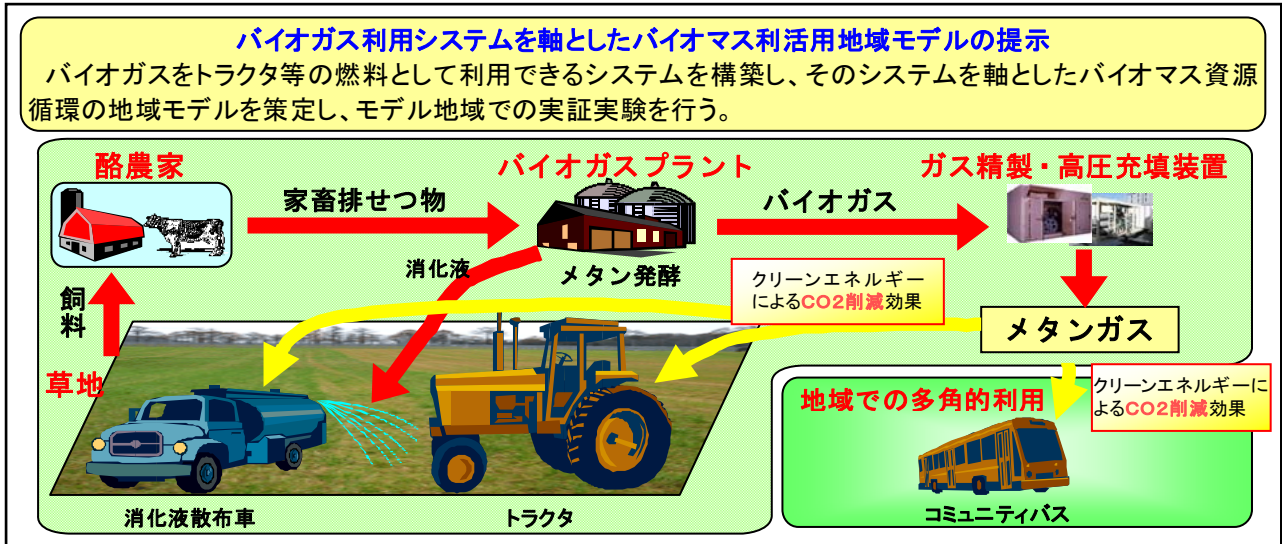 バイオガス利用システムを軸としたバイオマス利活用地域モデルの提示
バイオガスをトラクタ等の燃料として利用できるシステムを構築し、そのシステムを軸としたバイオマス資源
循環の地域モデルを策定し、モデル地域での実証実験を行う。
酪農家
バイオガスプラント
ガス精製・高圧充填装置
家畜排せつ物
バイオガス
消化液
メタン発酵
クリーンエネルギー
によるCO2削減効果
飼料
メタンガス
草地
地域での多角的利用
クリーンエネルギーに
よるCO2削減効果
消化液散布車
トラクタ
コミュニティバス